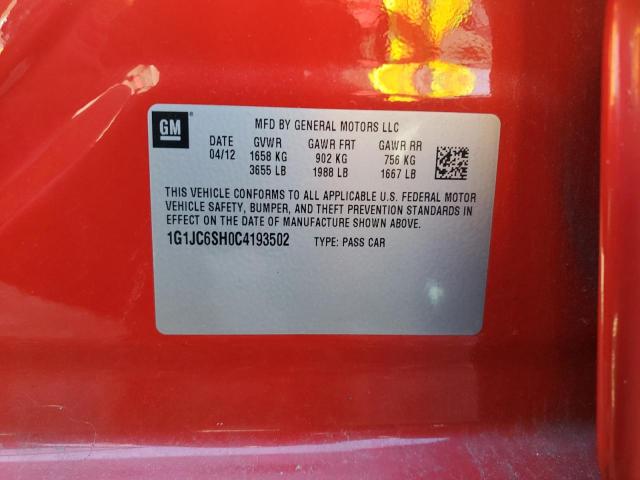 GM
MFD BY GENERAL MOTORS LLC
DATE GVWR GAWR FRT GAWR RR
04/12 1658 KG 902 KG 756 KG
3655 LB 1988 LB 1667 LB
THIS VEHICLE CONFORMS TO ALL APPLICABLE U.S. FEDERAL MOTOR
VEHICLE SAFETY, BUMPER, AND THEFT PREVENTION STANDARDS IN
EFFECT ON THE DATE OF MANUFACTURE SHOWN ABOVE.
1G1JC6SH0C4193502 TYPE: PASS CAR